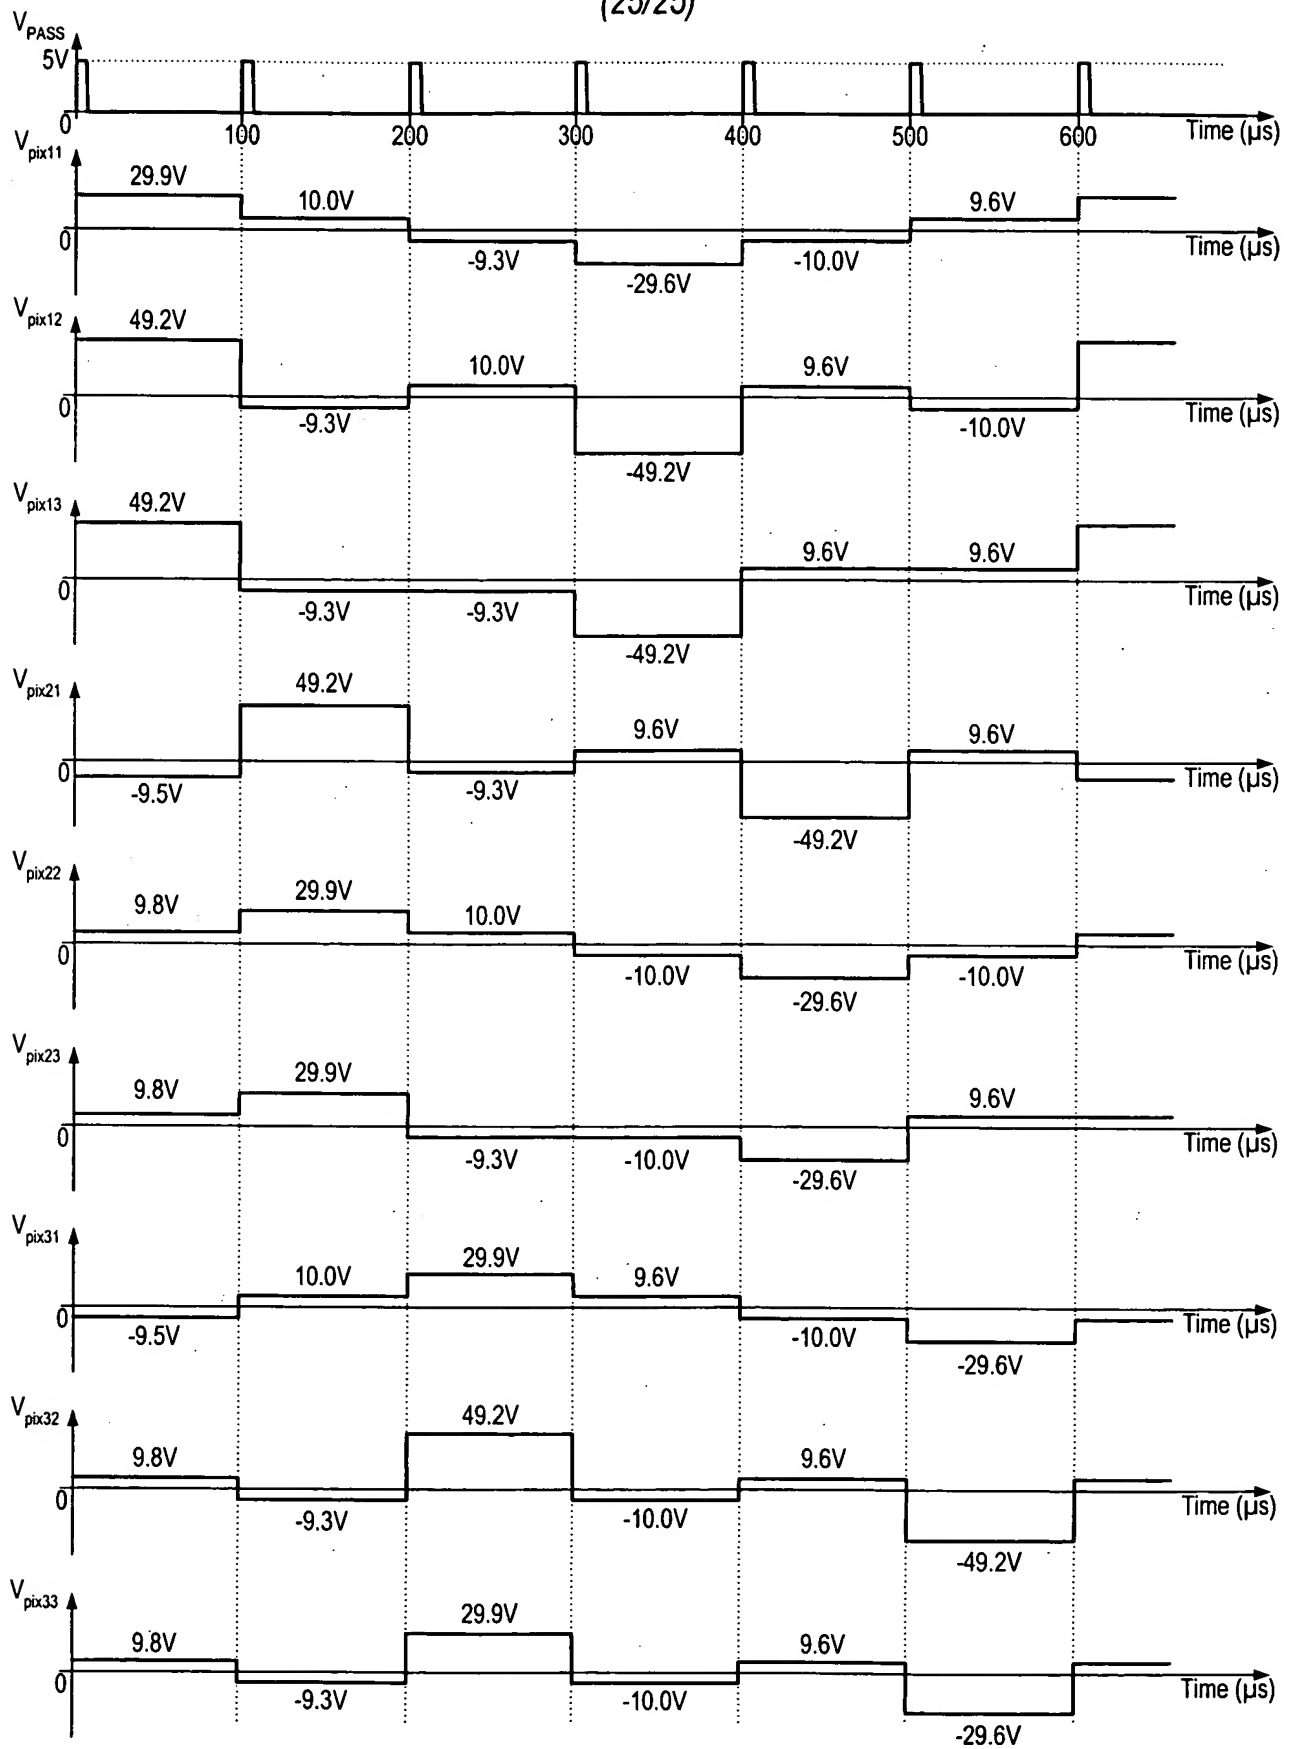 (25/25)
V_PASS
5V
0
100 200 300 400 500 600 Time (µs)
V_pix11
29.9V
10.0V
9.6V
0
Time (µs)
-9.3V
-10.0V
-29.6V
V_pix12
49.2V
10.0V
9.6V
0
Time (µs)
-9.3V
-10.0V
-49.2V
V_pix13
49.2V
9.6V 9.6V
0
Time (µs)
-9.3V -9.3V
-49.2V
V_pix21
49.2V
9.6V 9.6V
0
Time (µs)
-9.5V
-9.3V
-49.2V
V_pix22
9.8V
29.9V
10.0V
0
Time (µs)
-10.0V
-10.0V
-29.6V
V_pix23
9.8V
29.9V
9.6V
0
Time (µs)
-9.3V -10.0V
-29.6V
V_pix31
29.9V
10.0V
9.6V
0
Time (µs)
-9.5V
-10.0V
-29.6V
V_pix32
49.2V
9.8V
9.6V
0
Time (µs)
-9.3V
-10.0V
-49.2V
V_pix33
29.9V
9.8V
9.6V
0
Time (µs)
-9.3V
-10.0V
-29.6V